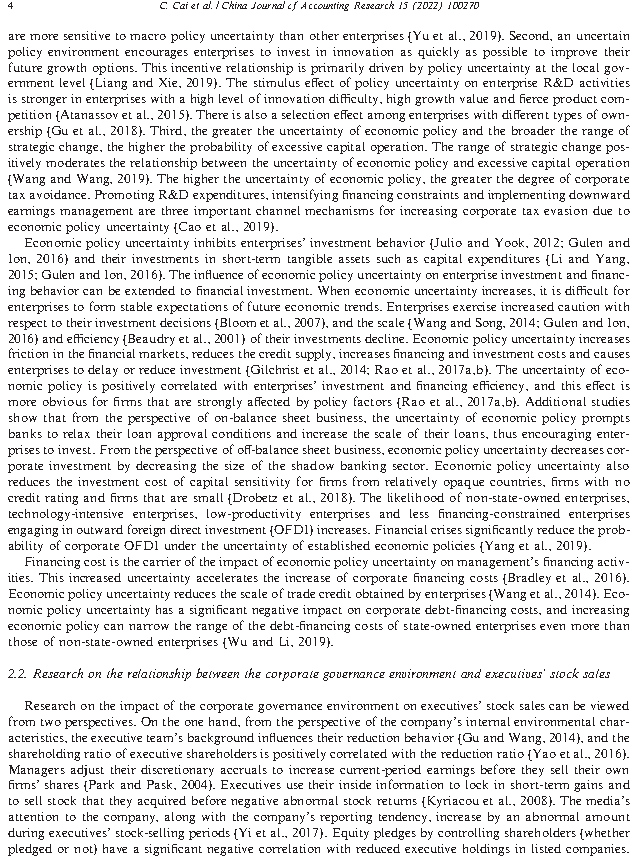 4
C. Cai et al. / China Journal of Accounting Research 15 (2022) 100270
are more sensitive to macro policy uncertainty than other enterprises (Yu et al., 2019). Second, an uncertain
policy environment encourages enterprises to invest in innovation as quickly as possible to improve their
future growth options. This incentive relationship is primarily driven by policy uncertainty at the local gov-
ernment level (Liang and Xie, 2019). The stimulus effect of policy uncertainty on enterprise R&D activities
is stronger in enterprises with a high level of innovation difficulty, high growth value and fierce product com-
petition (Atanassov et al., 2015). There is also a selection effect among enterprises with different types of own-
ership (Gu et al., 2018). Third, the greater the uncertainty of economic policy and the broader the range of
strategic change, the higher the probability of excessive capital operation. The range of strategic change pos-
itively moderates the relationship between the uncertainty of economic policy and excessive capital operation
(Wang and Wang, 2019). The higher the uncertainty of economic policy, the greater the degree of corporate
tax avoidance. Promoting R&D expenditures, intensifying financing constraints and implementing downward
earnings management are three important channel mechanisms for increasing corporate tax evasion due to
economic policy uncertainty (Cao et al., 2019).
Economic policy uncertainty inhibits enterprises' investment behavior (Julio and Yook, 2012; Gulen and
Ion, 2016) and their investments in short-term tangible assets such as capital expenditures (Li and Yang,
2015; Gulen and Ion, 2016). The influence of economic policy uncertainty on enterprise investment and financ-
ing behavior can be extended to financial investment. When economic uncertainty increases, it is difficult for
enterprises to form stable expectations of future economic trends. Enterprises exercise increased caution with
respect to their investment decisions (Bloom et al., 2007), and the scale (Wang and Song, 2014; Gulen and Ion,
2016) and efficiency (Beaudry et al., 2001) of their investments decline. Economic policy uncertainty increases
friction in the financial markets, reduces the credit supply, increases financing and investment costs and causes
enterprises to delay or reduce investment (Gilchrist et al., 2014; Rao et al., 2017a,b). The uncertainty of eco-
nomic policy is positively correlated with enterprises' investment and financing efficiency, and this effect is
more obvious for firms that are strongly affected by policy factors (Rao et al., 2017a,b). Additional studies
show that from the perspective of on-balance sheet business, the uncertainty of economic policy prompts
banks to relax their loan approval conditions and increase the scale of their loans, thus encouraging enter-
prises to invest. From the perspective of off-balance sheet business, economic policy uncertainty decreases cor-
porate investment by decreasing the size of the shadow banking sector. Economic policy uncertainty also
reduces the investment cost of capital sensitivity for firms from relatively opaque countries, firms with no
credit rating and firms that are small (Drobetz et al., 2018). The likelihood of non-state-owned enterprises,
technology-intensive enterprises, low-productivity enterprises and less financing-constrained enterprises
engaging in outward foreign direct investment (OFDI) increases. Financial crises significantly reduce the prob-
ability of corporate OFDI under the uncertainty of established economic policies (Yang et al., 2019).
Financing cost is the carrier of the impact of economic policy uncertainty on management's financing activ-
ities. This increased uncertainty accelerates the increase of corporate financing costs (Bradley et al., 2016).
Economic policy uncertainty reduces the scale of trade credit obtained by enterprises (Wang et al., 2014). Eco-
nomic policy uncertainty has a significant negative impact on corporate debt-financing costs, and increasing
economic policy can narrow the range of the debt-financing costs of state-owned enterprises even more than
those of non-state-owned enterprises (Wu and Li, 2019).
2.2. Research on the relationship between the corporate governance environment and executives' stock sales
Research on the impact of the corporate governance environment on executives' stock sales can be viewed
from two perspectives. On the one hand, from the perspective of the company's internal environmental char-
acteristics, the executive team's background influences their reduction behavior (Gu and Wang, 2014), and the
shareholding ratio of executive shareholders is positively correlated with the reduction ratio (Yao et al., 2016).
Managers adjust their discretionary accruals to increase current-period earnings before they sell their own
firms' shares (Park and Pask, 2004). Executives use their inside information to lock in short-term gains and
to sell stock that they acquired before negative abnormal stock returns (Kyriacou et al., 2008). The media's
attention to the company, along with the company's reporting tendency, increase by an abnormal amount
during executives' stock-selling periods (Yi et al., 2017). Equity pledges by controlling shareholders (whether
pledged or not) have a significant negative correlation with reduced executive holdings in listed companies.